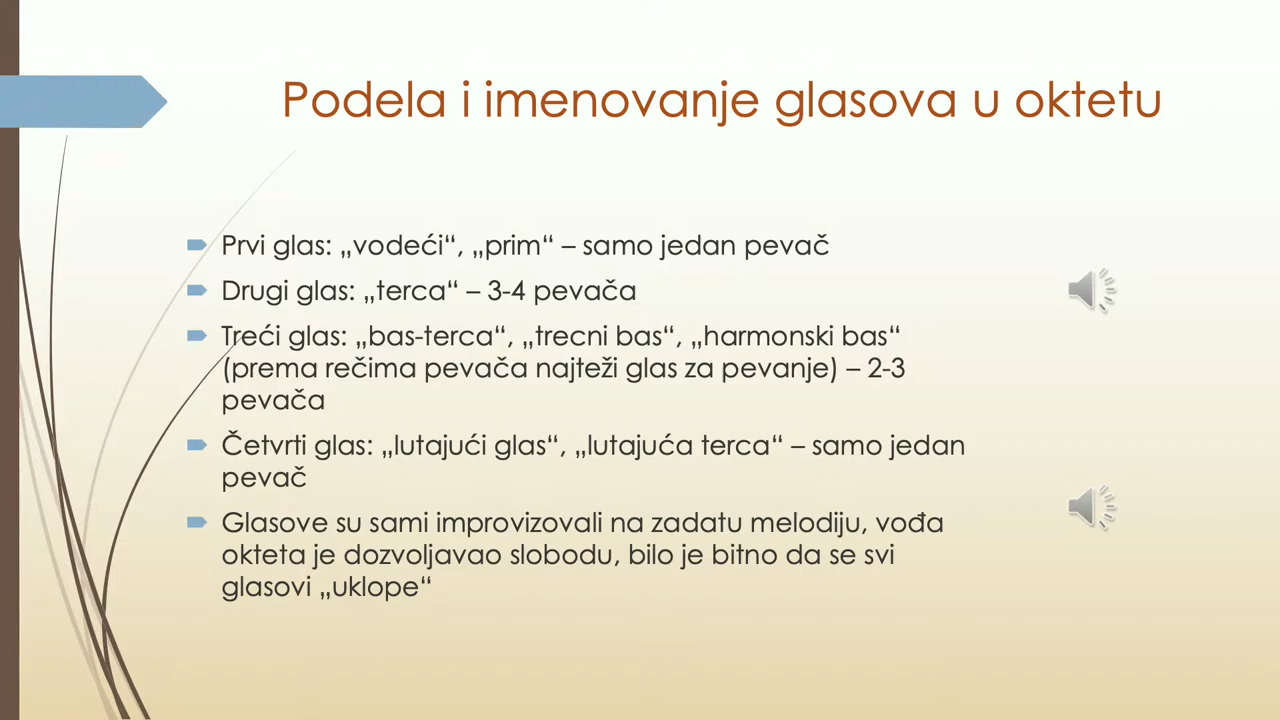 Podela i imenovanje glasova u oktetu
Prvi glas: „vodeći“, „prim“ – samo jedan pevač
Drugi glas: „terca“ – 3-4 pevača
Treći glas: „bas-terca“, „trecni bas“, „harmonski bas“
(prema rečima pevača najteži glas za pevanje) – 2-3
pevača
Četvrti glas: „lutajući glas“, „lutajuća terca“ – samo jedan
pevač
Glasove su sami improvizovali na zadatu melodiju, vođa
okteta je dozvoljavao slobodu, bilo je bitno da se svi
glasovi „uklope“